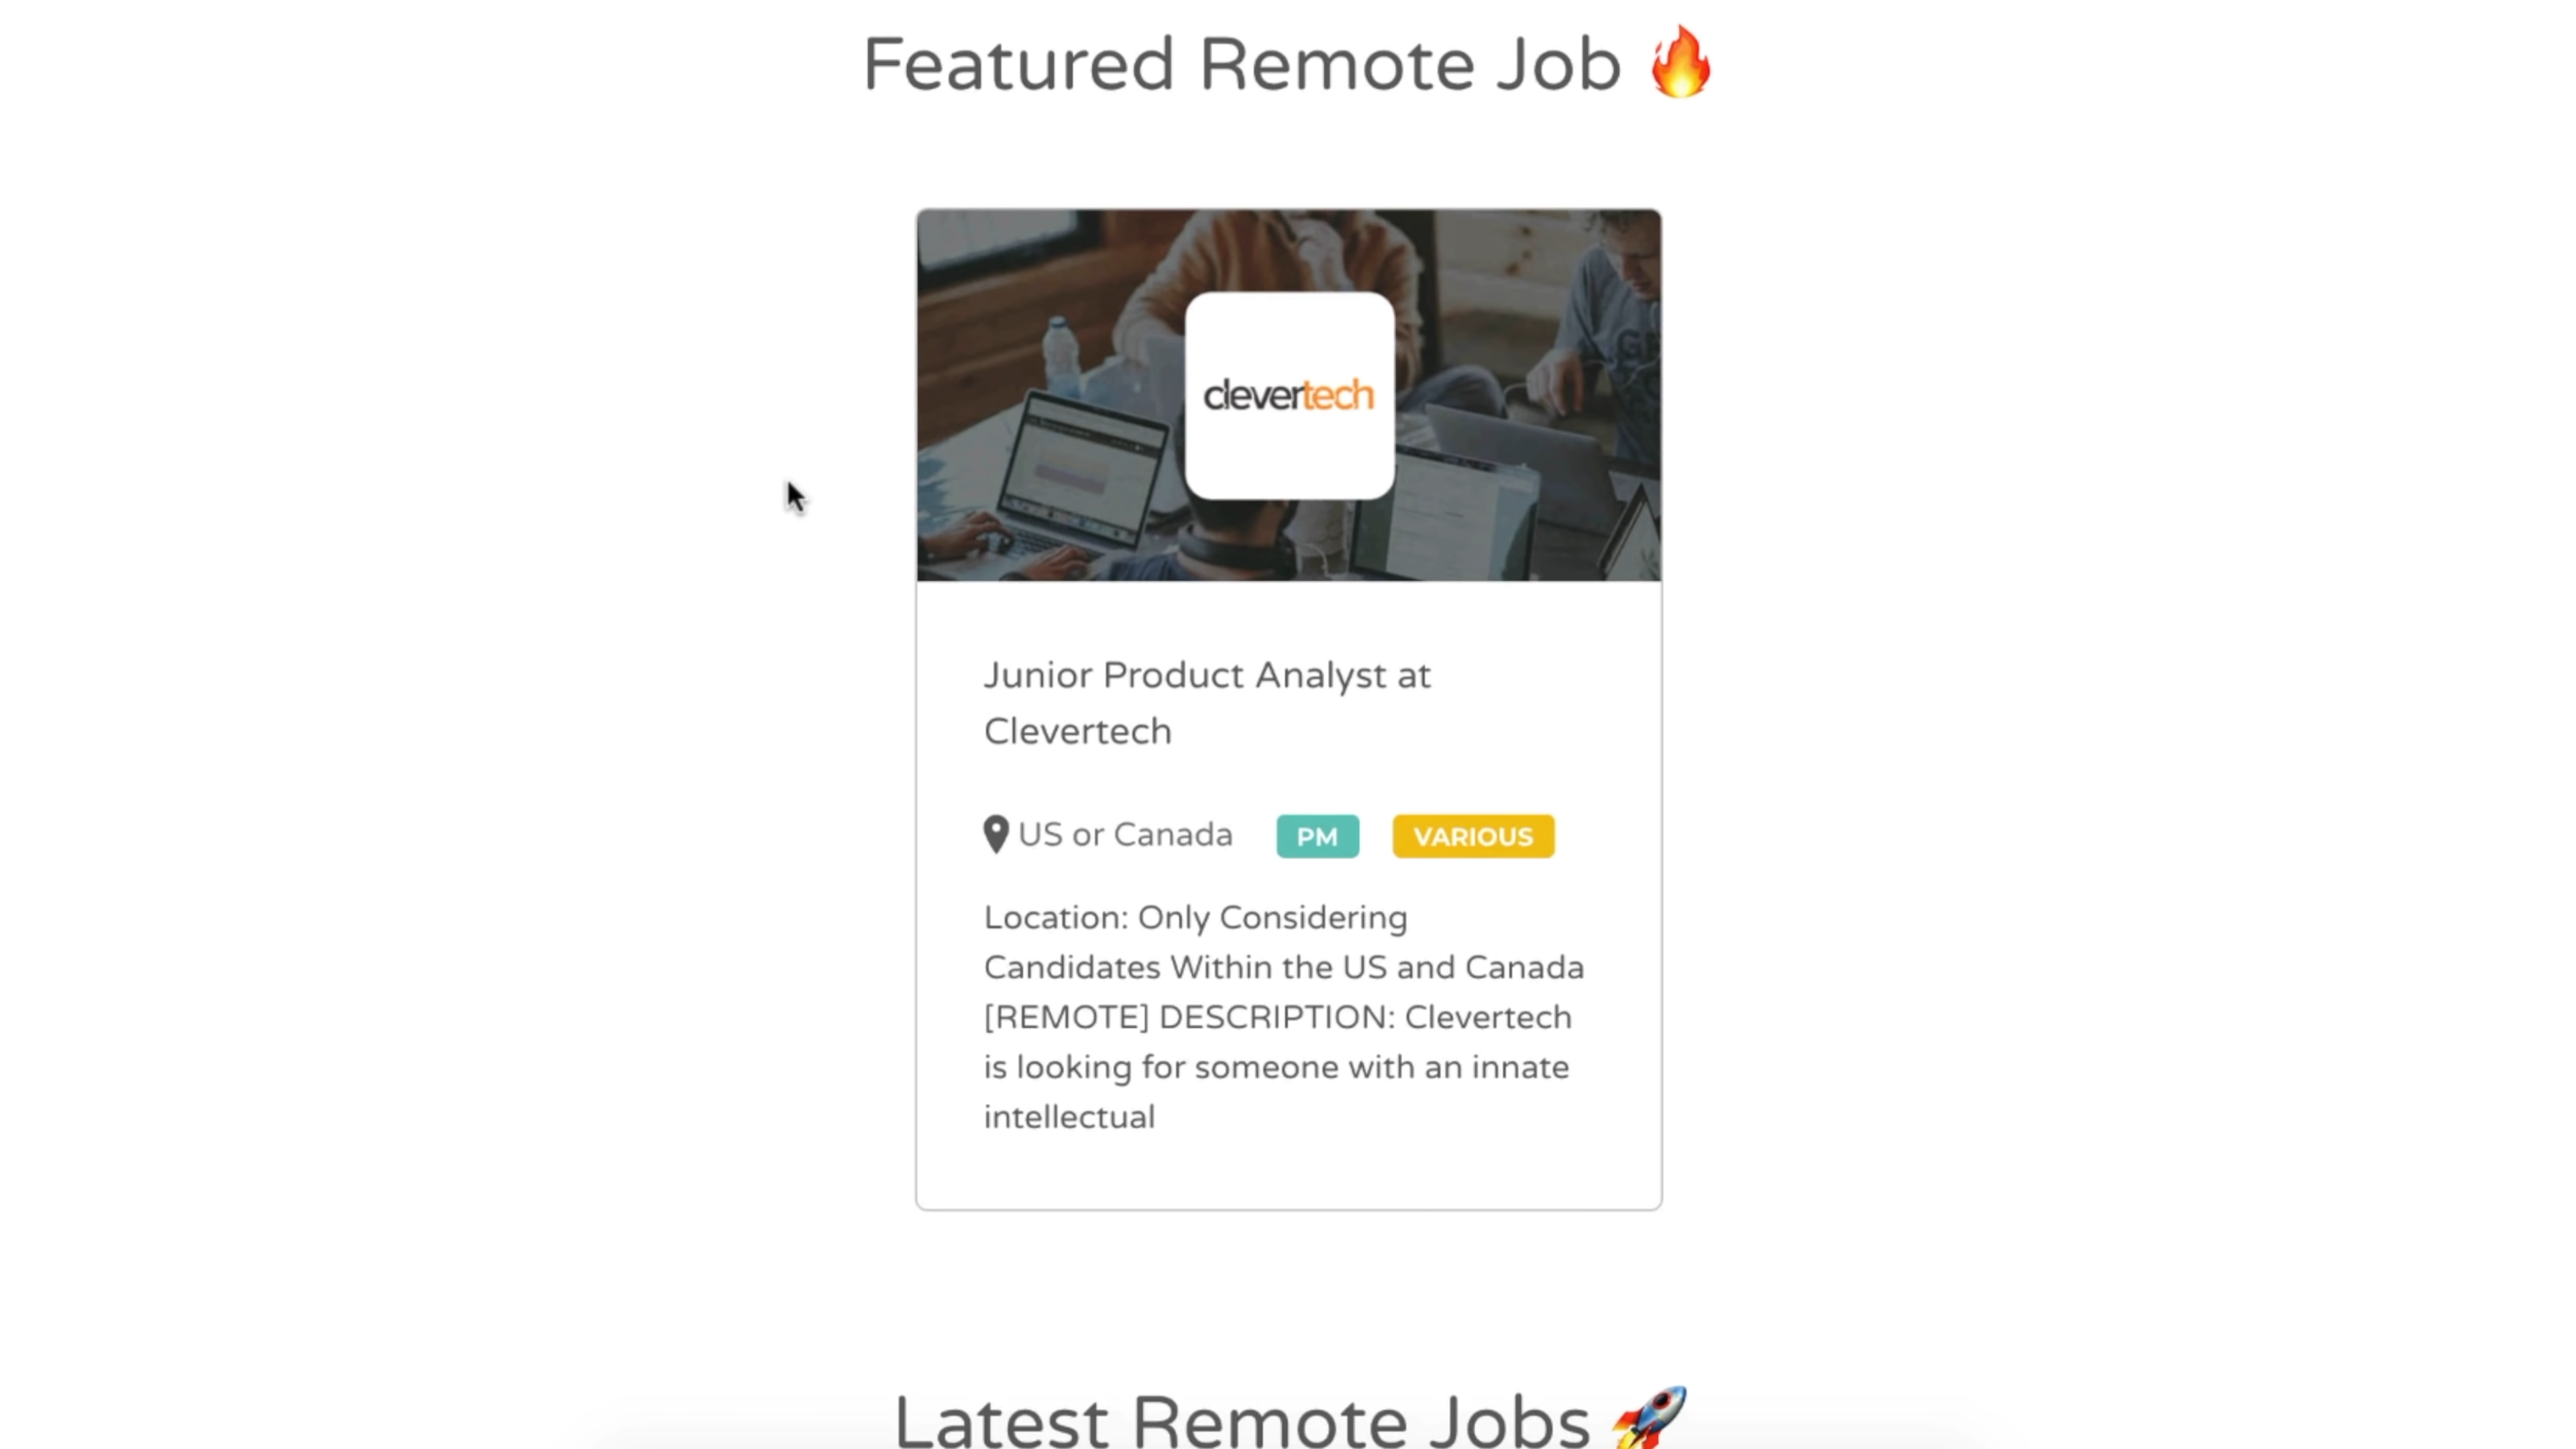 Featured Remote Job 🔥
clevertech
Junior Product Analyst at
Clevertech
US or Canada PM VARIOUS
Location: Only Considering
Candidates Within the US and Canada
[REMOTE] DESCRIPTION: Clevertech
is looking for someone with an innate
intellectual
Latest Remote Jobs 🚀